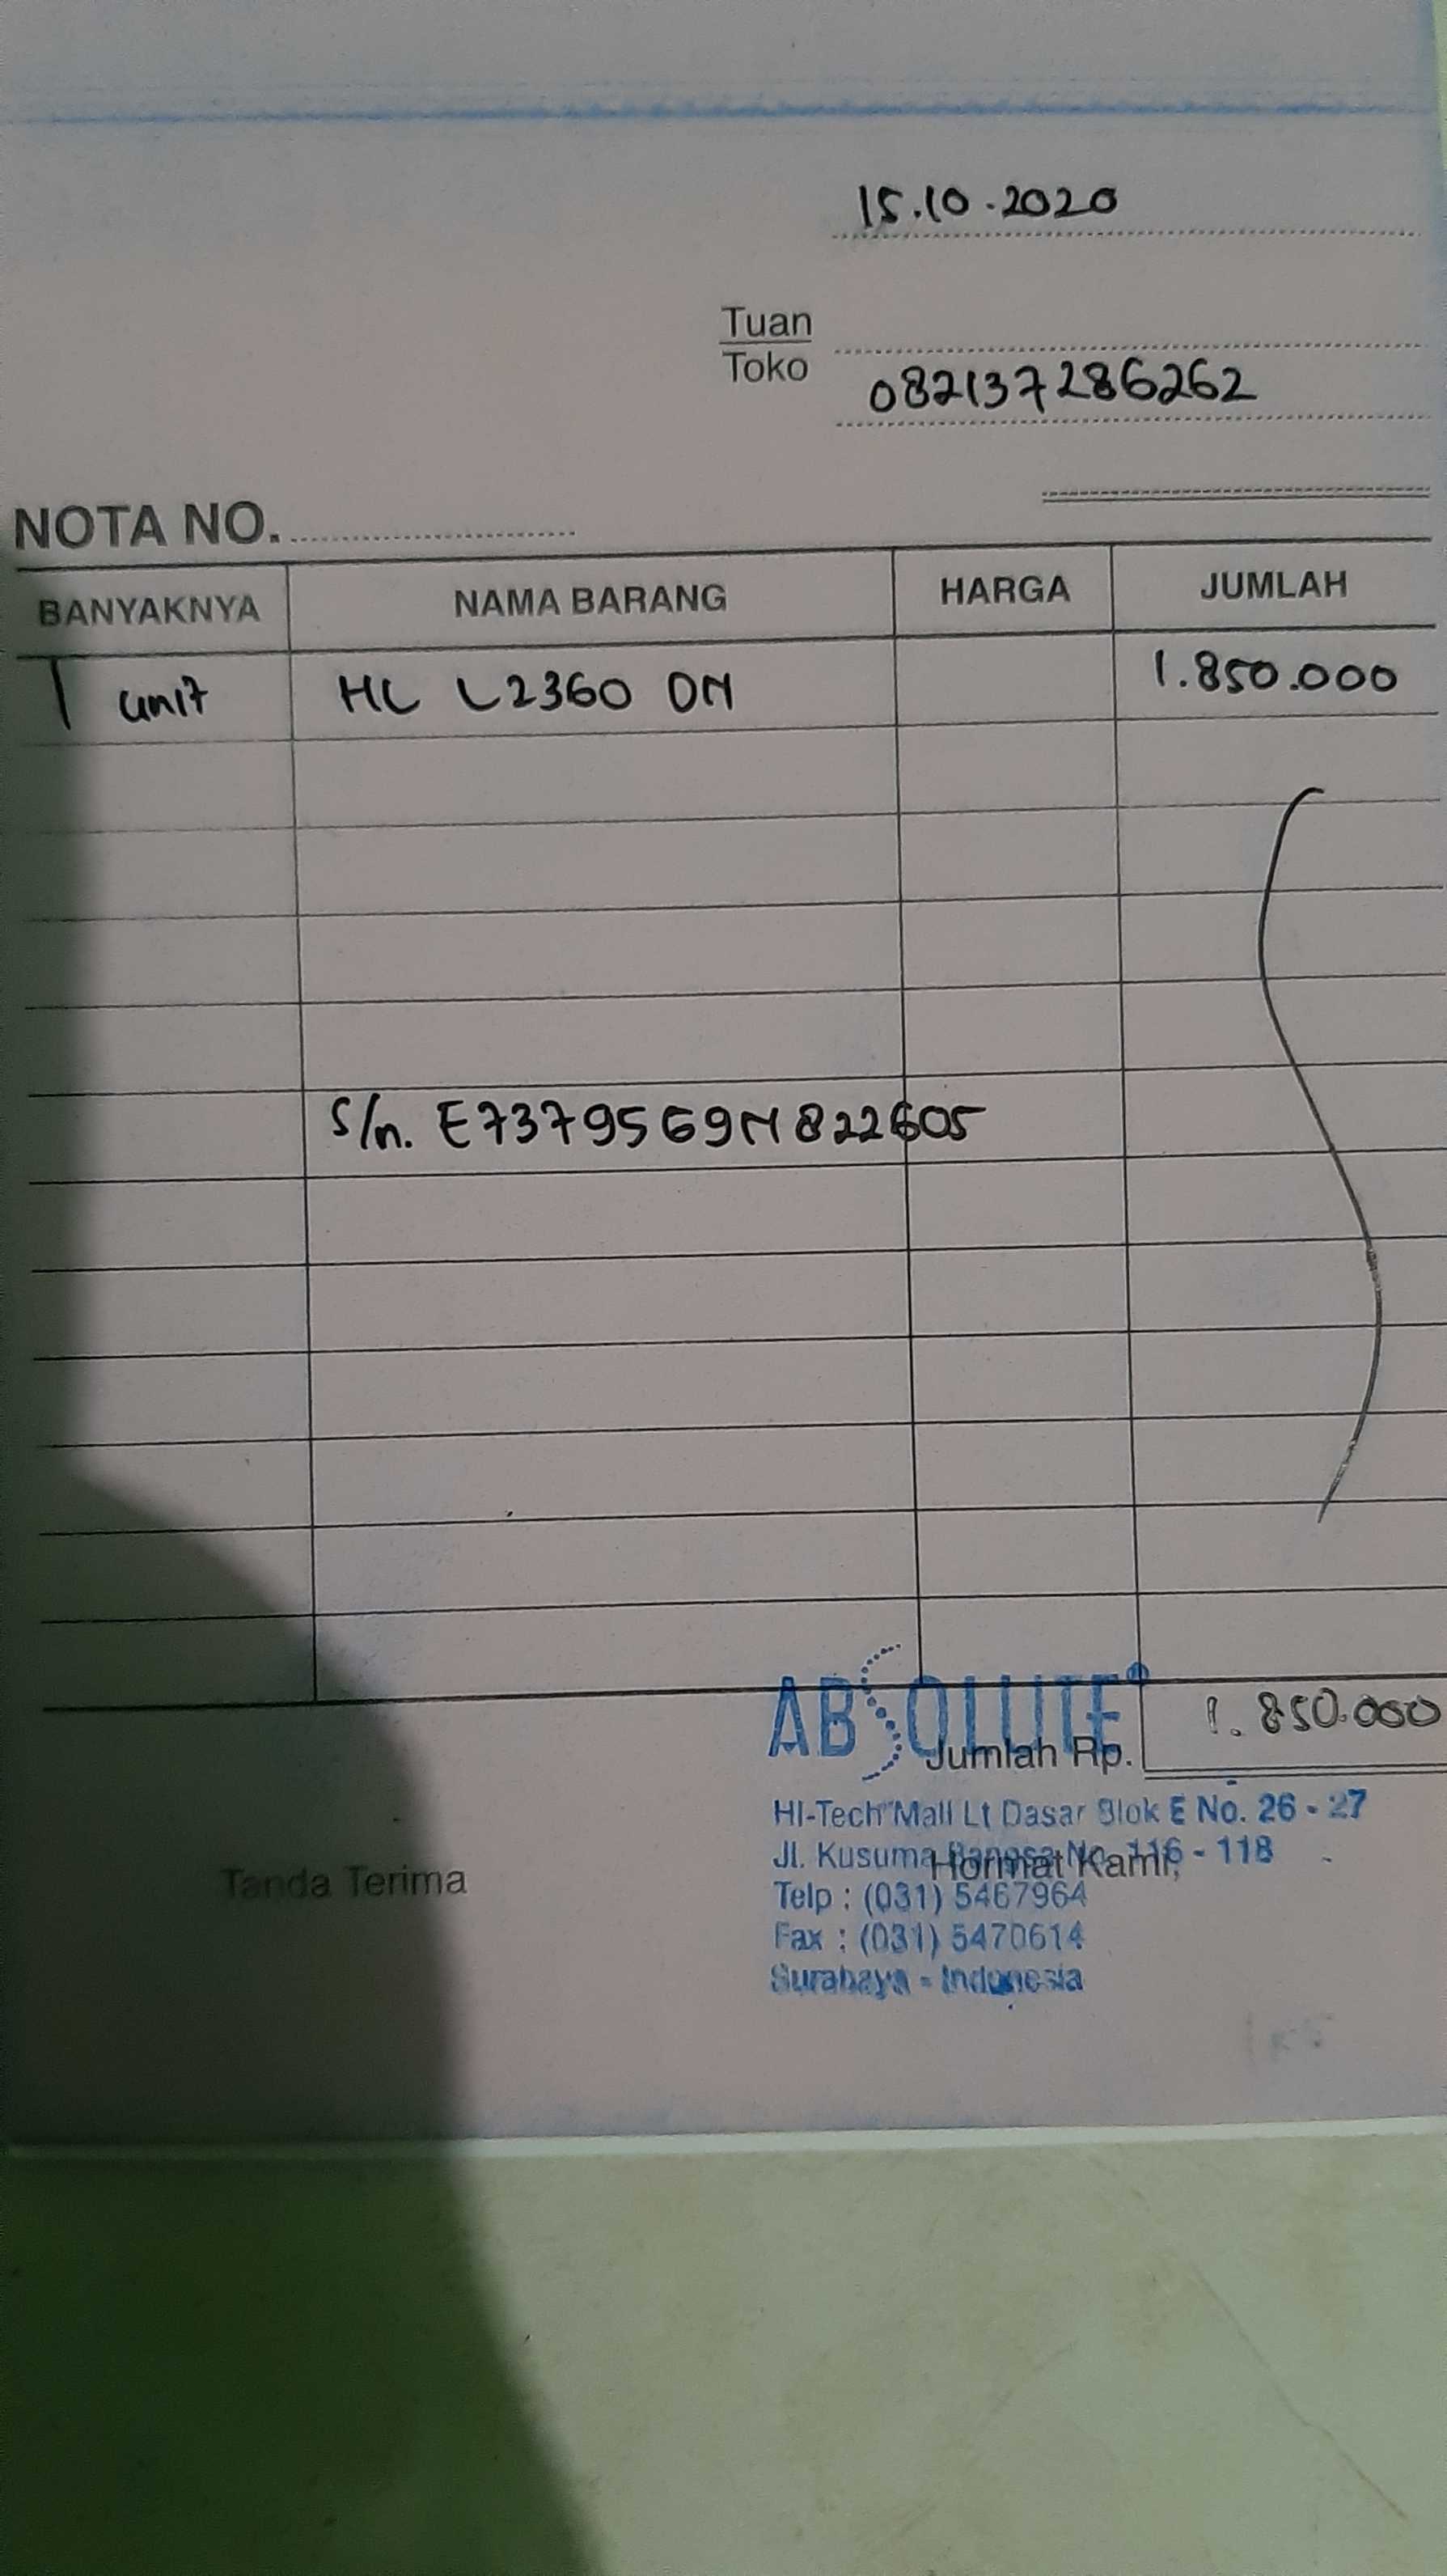 15.10.2020
Tuan
Toko
082137286262
NOTA NO.
BANYAKNYA NAMA BARANG HARGA JUMLAH
1 unit HL L2360 DN 1.850.000
S/n. E73795G9N822605
ABSOLUTE
Jumlah Rp. 1.850.000
HI-Tech Mall Lt Dasar Blok E No. 26 - 27
Jl. Kusuma Bangsa No. 116 - 118
Tanda Terima Hormat Kami,
Telp : (031) 5467964
Fax : (031) 5470614
Surabaya - Indonesia